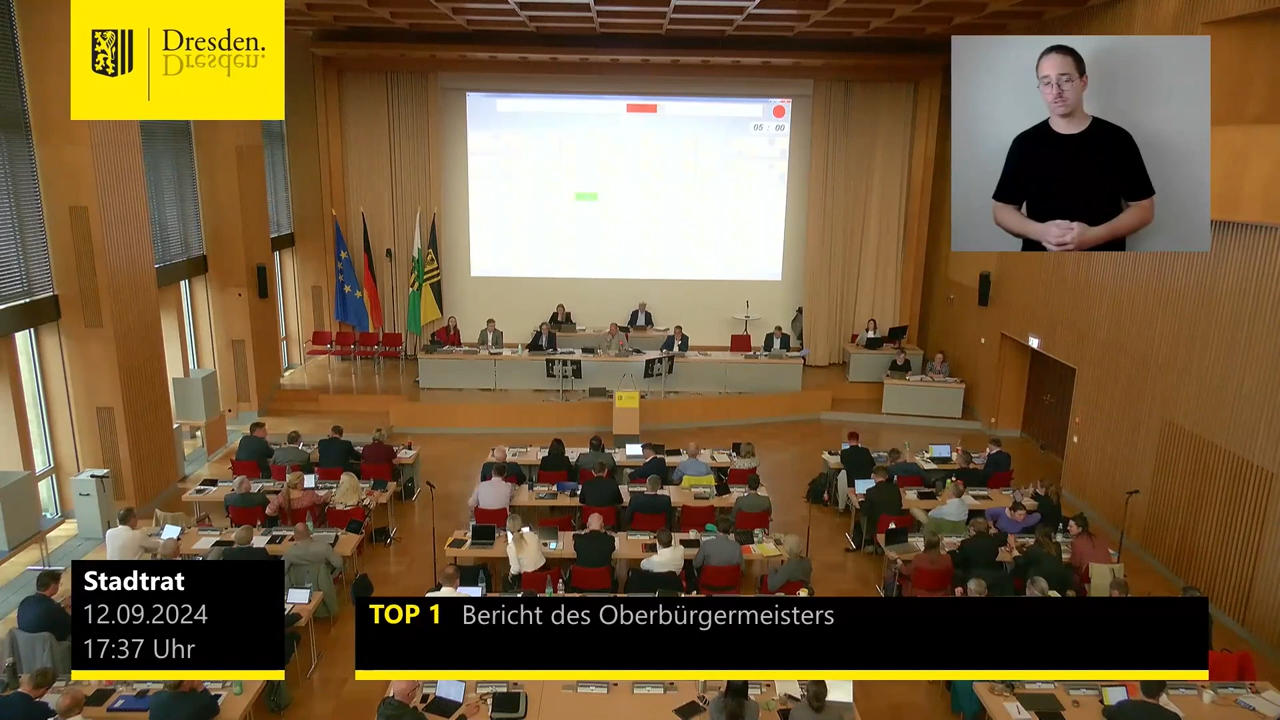 Dresden.
Dresden.
05 : 00
Stadtrat
12.09.2024
17:37 Uhr
TOP 1 Bericht des Oberbürgermeisters